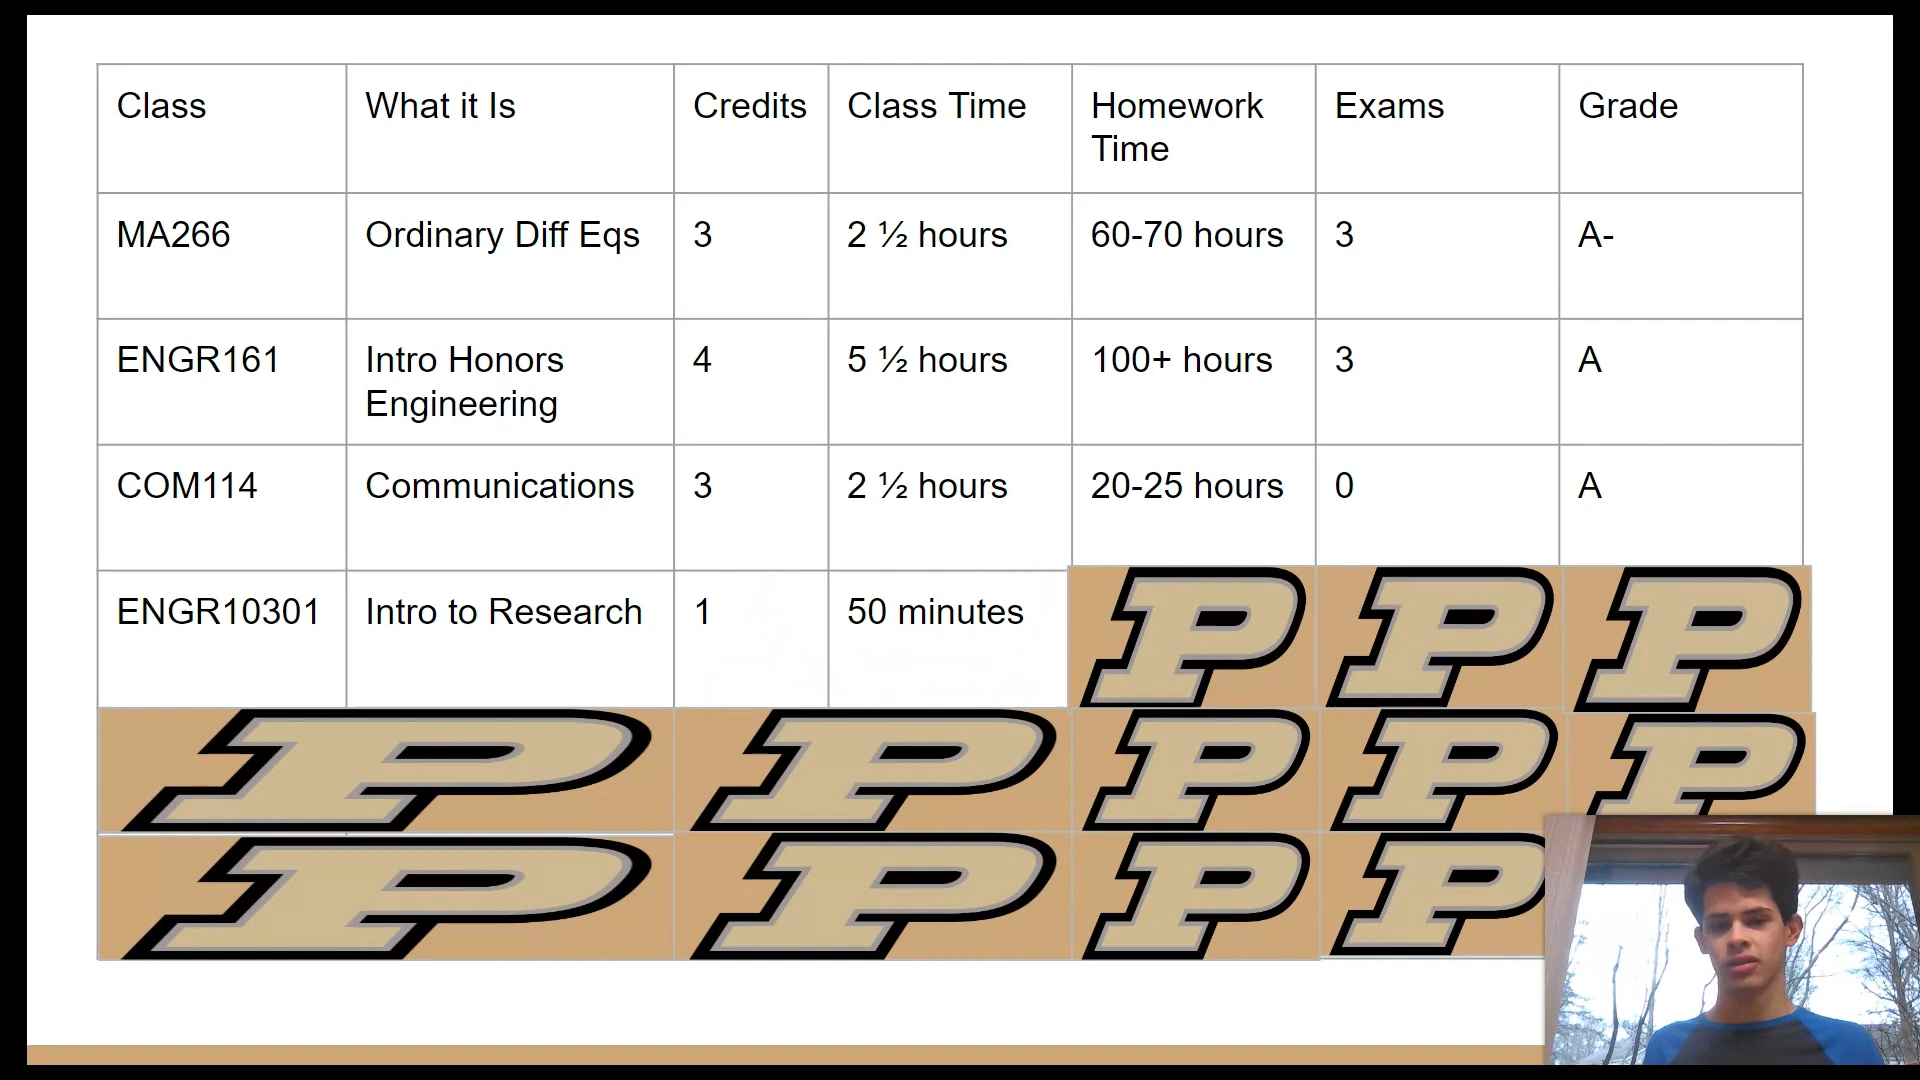 Class What it Is Credits Class Time Homework Time Exams Grade
MA266 Ordinary Diff Eqs 3 2 ½ hours 60-70 hours 3 A-
ENGR161 Intro Honors Engineering 4 5 ½ hours 100+ hours 3 A
COM114 Communications 3 2 ½ hours 20-25 hours 0 A
ENGR10301 Intro to Research 1 50 minutes P P P
P P P P P
P P P P